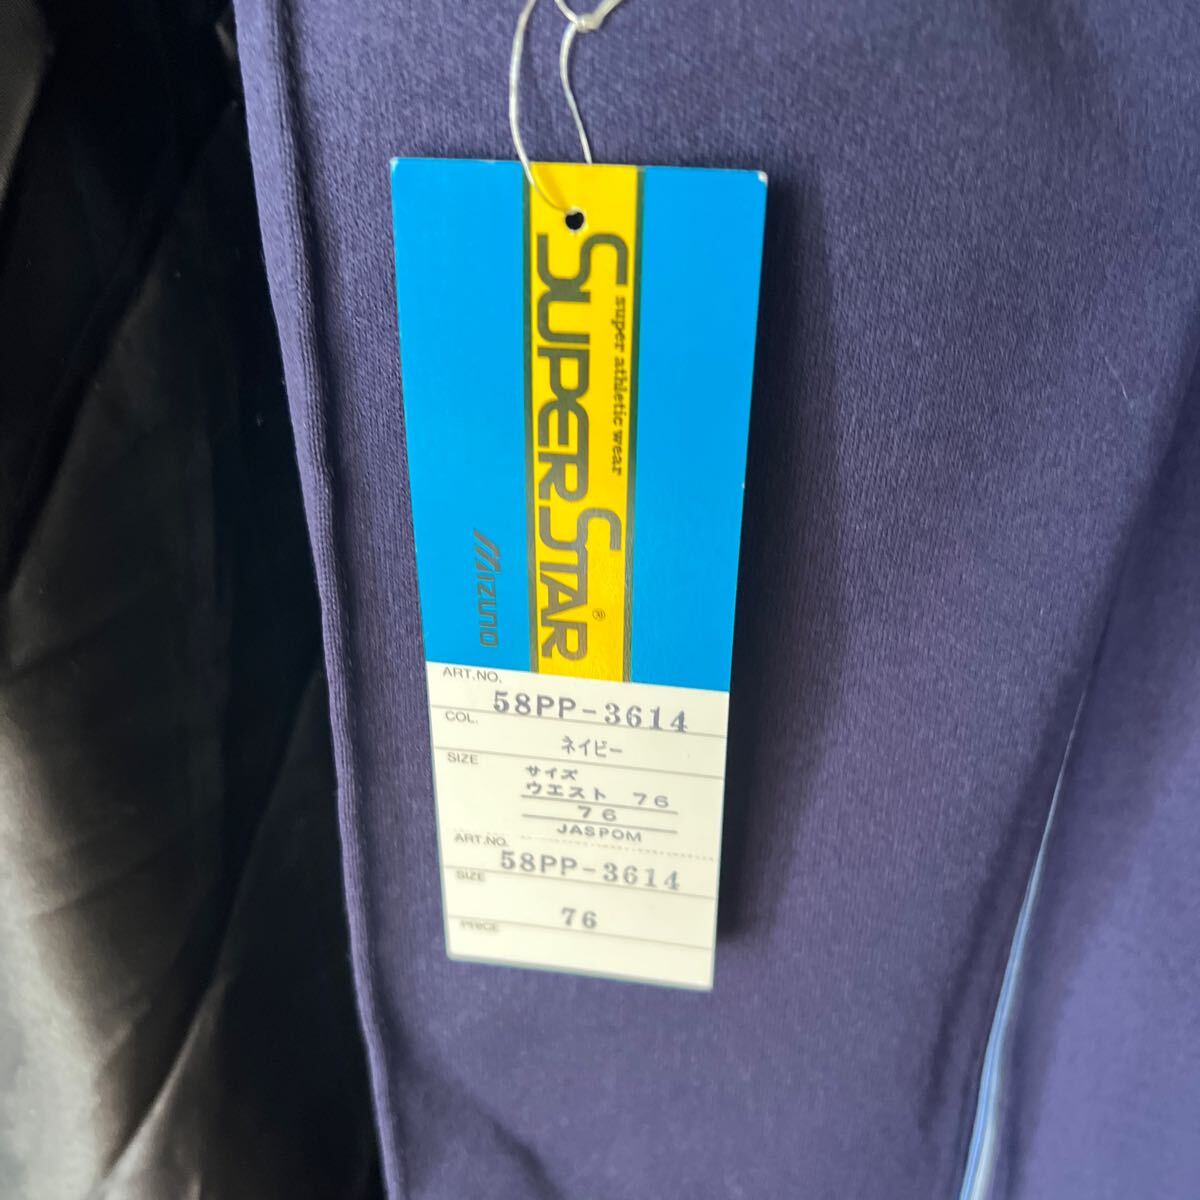 SUPER STAR®
super athletic wear
Mizuno
ART.NO.
58PP-3614
COL.
ネイビー
SIZE
サイズ
ウエスト 76
76
JASPOM
ART.NO.
58PP-3614
SIZE
76
PRICE